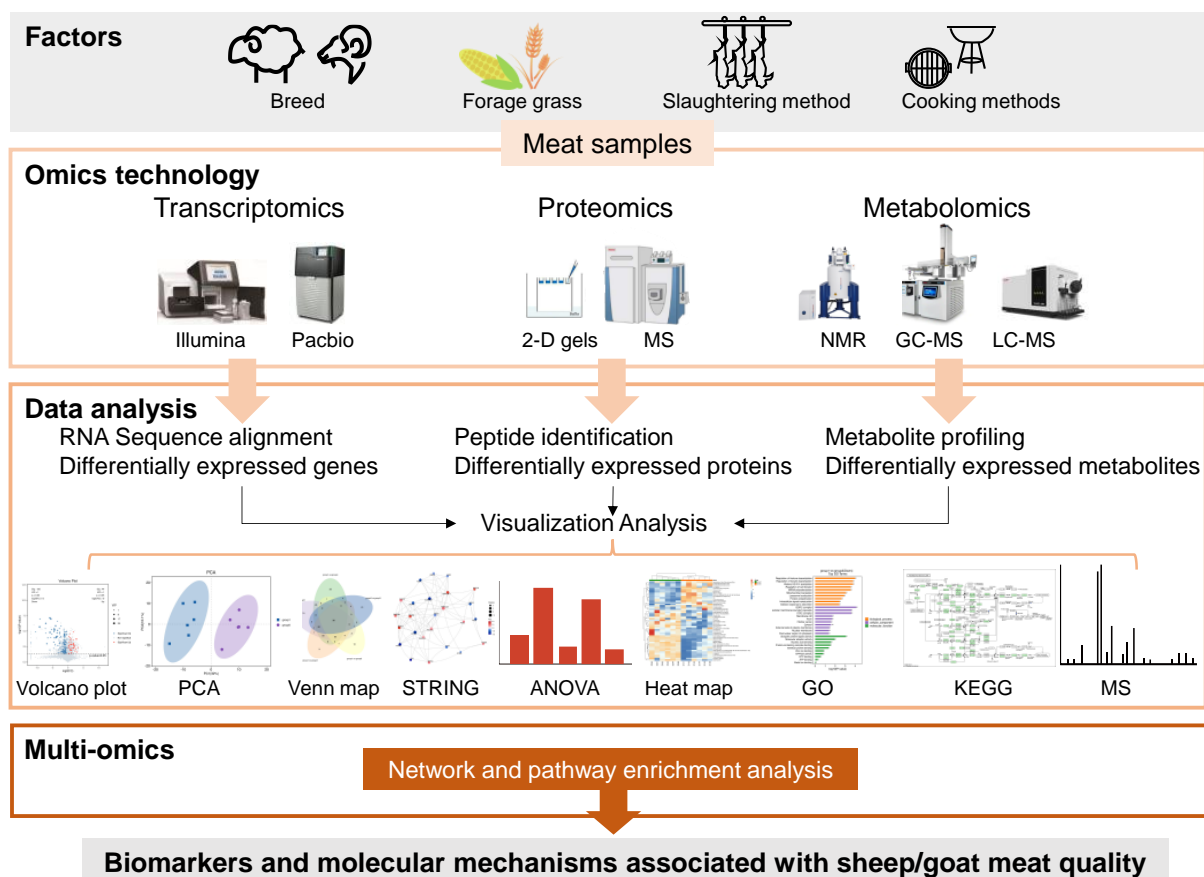 Factors
Breed
Forage grass
Slaughtering method
Cooking methods
Meat samples
Omics technology
Transcriptomics
Proteomics
Metabolomics
Illumina
Pacbio
2-D gels
MS
NMR
GC-MS
LC-MS
Data analysis
RNA Sequence alignment
Differentially expressed genes
Peptide identification
Differentially expressed proteins
Metabolite profiling
Differentially expressed metabolites
Visualization Analysis
Volcano Plot
PCA
Volcano plot
PCA
Venn map
STRING
ANOVA
Heat map
GO
KEGG
MS
Multi-omics
Network and pathway enrichment analysis
Biomarkers and molecular mechanisms associated with sheep/goat meat quality